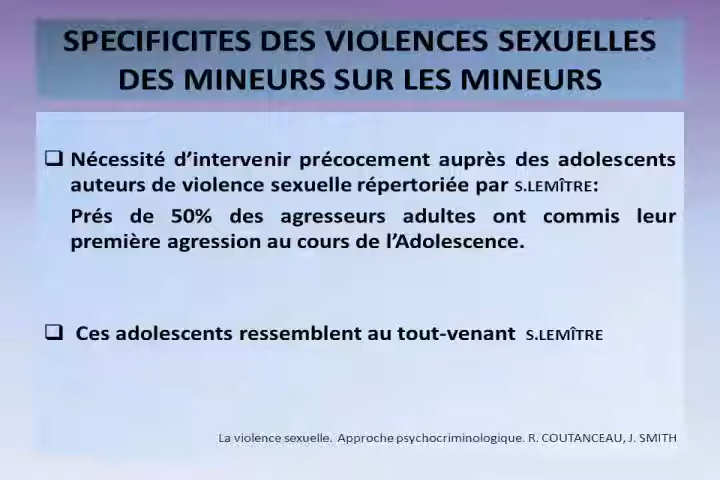 SPECIFICITES DES VIOLENCES SEXUELLES
DES MINEURS SUR LES MINEURS
❑ Nécessité d’intervenir précocement auprès des adolescents
auteurs de violence sexuelle répertoriée par S.LEMÎTRE:
Prés de 50% des agresseurs adultes ont commis leur
première agression au cours de l’Adolescence.
❑ Ces adolescents ressemblent au tout-venant S.LEMÎTRE
La violence sexuelle. Approche psychocriminologique. R. COUTANCEAU, J. SMITH